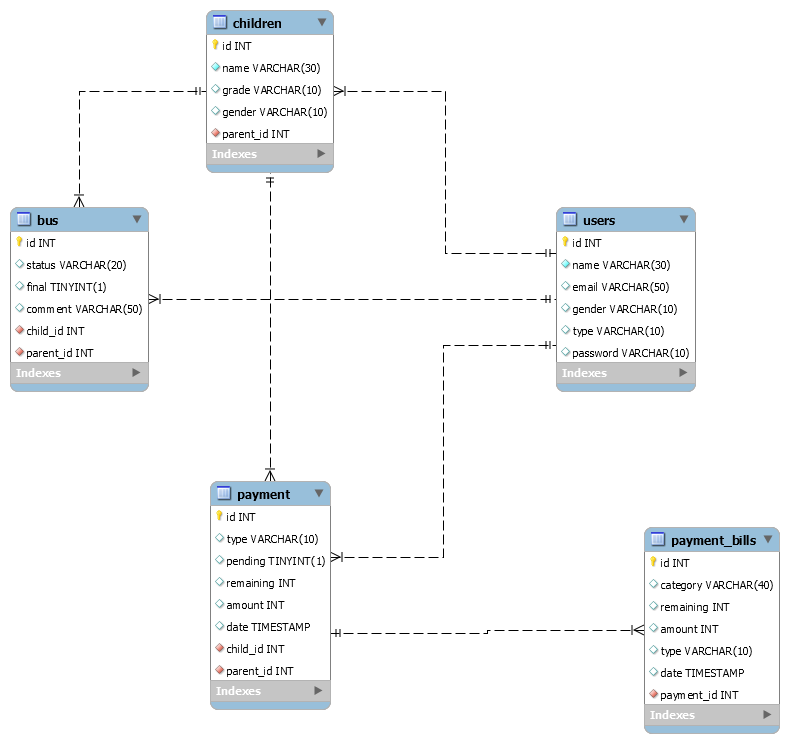 children
id INT
name VARCHAR(30)
grade VARCHAR(10)
gender VARCHAR(10)
parent_id INT
Indexes
bus
id INT
status VARCHAR(20)
final TINYINT(1)
comment VARCHAR(50)
child_id INT
parent_id INT
Indexes
users
id INT
name VARCHAR(30)
email VARCHAR(50)
gender VARCHAR(10)
type VARCHAR(10)
password VARCHAR(10)
Indexes
payment
id INT
type VARCHAR(10)
pending TINYINT(1)
remaining INT
amount INT
date TIMESTAMP
child_id INT
parent_id INT
Indexes
payment_bills
id INT
category VARCHAR(40)
remaining INT
amount INT
type VARCHAR(10)
date TIMESTAMP
payment_id INT
Indexes